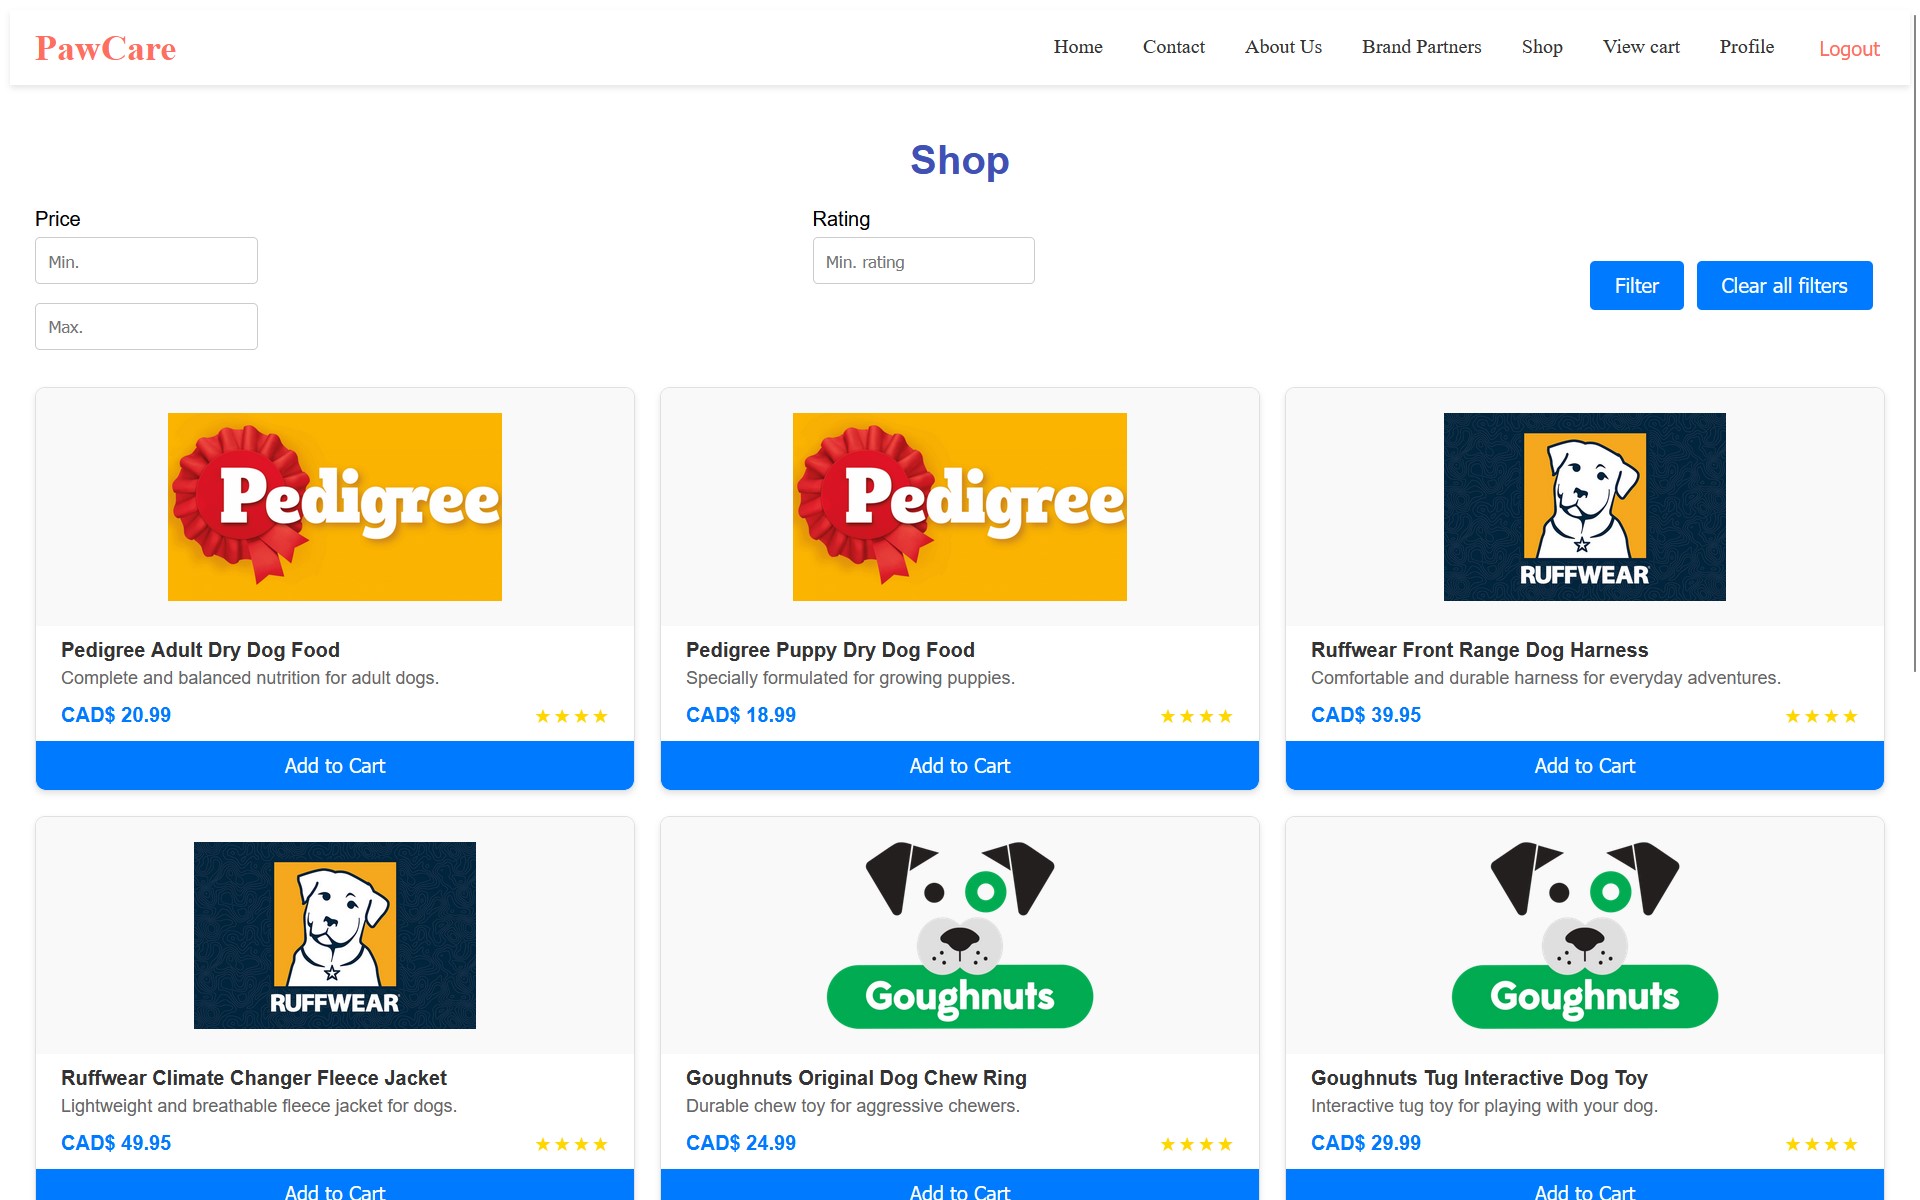 PawCare
Home Contact About Us Brand Partners Shop View cart Profile Logout
Shop
Price
Min.
Max.
Rating
Min. rating
Filter Clear all filters
Pedigree
Pedigree Adult Dry Dog Food
Complete and balanced nutrition for adult dogs.
CAD$ 20.99
Add to Cart
Pedigree
Pedigree Puppy Dry Dog Food
Specially formulated for growing puppies.
CAD$ 18.99
Add to Cart
RUFFWEAR
Ruffwear Front Range Dog Harness
Comfortable and durable harness for everyday adventures.
CAD$ 39.95
Add to Cart
RUFFWEAR
Ruffwear Climate Changer Fleece Jacket
Lightweight and breathable fleece jacket for dogs.
CAD$ 49.95
Add to Cart
Goughnuts
Goughnuts Original Dog Chew Ring
Durable chew toy for aggressive chewers.
CAD$ 24.99
Add to Cart
Goughnuts
Goughnuts Tug Interactive Dog Toy
Interactive tug toy for playing with your dog.
CAD$ 29.99
Add to Cart